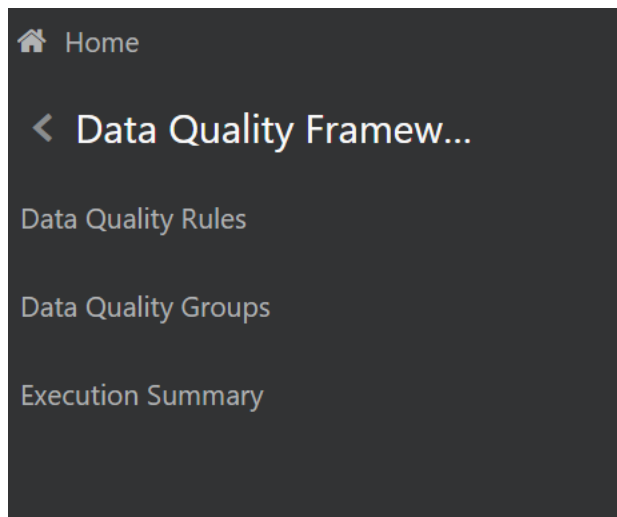 Home
Data Quality Framew...
Data Quality Rules
Data Quality Groups
Execution Summary